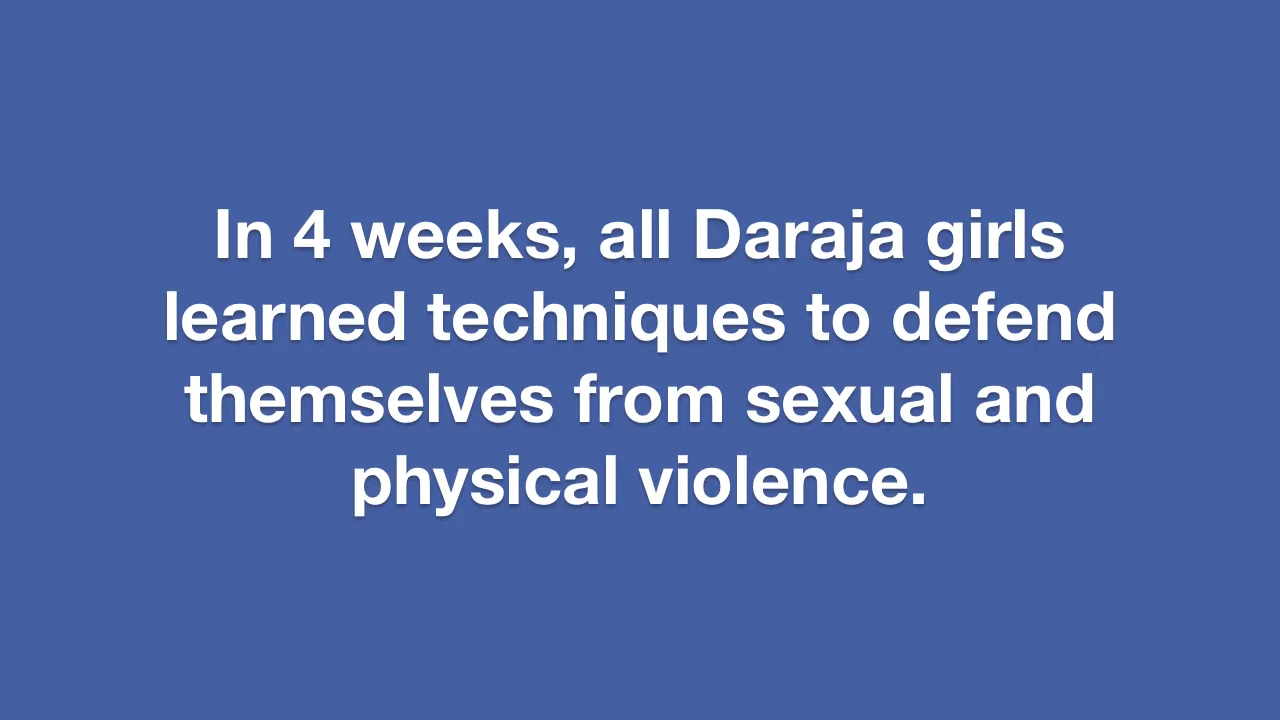 In 4 weeks, all Daraja girls
learned techniques to defend
themselves from sexual and
physical violence.